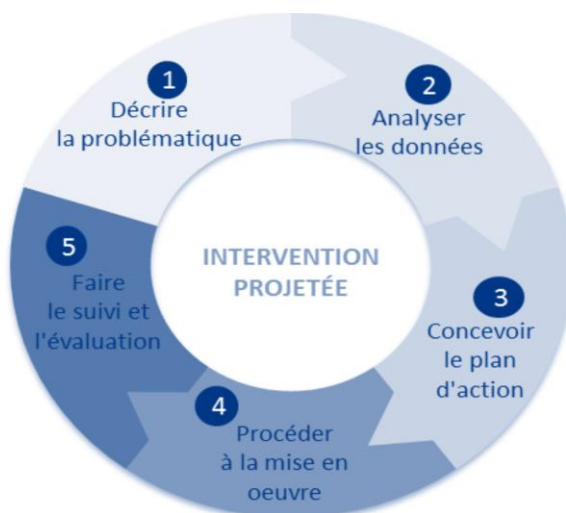 1
Décrire
la problématique
2
Analyser
les données
3
Concevoir
le plan
d'action
4
Procéder
à la mise en
oeuvre
5
Faire
le suivi et
l'évaluation
INTERVENTION
PROJETÉE